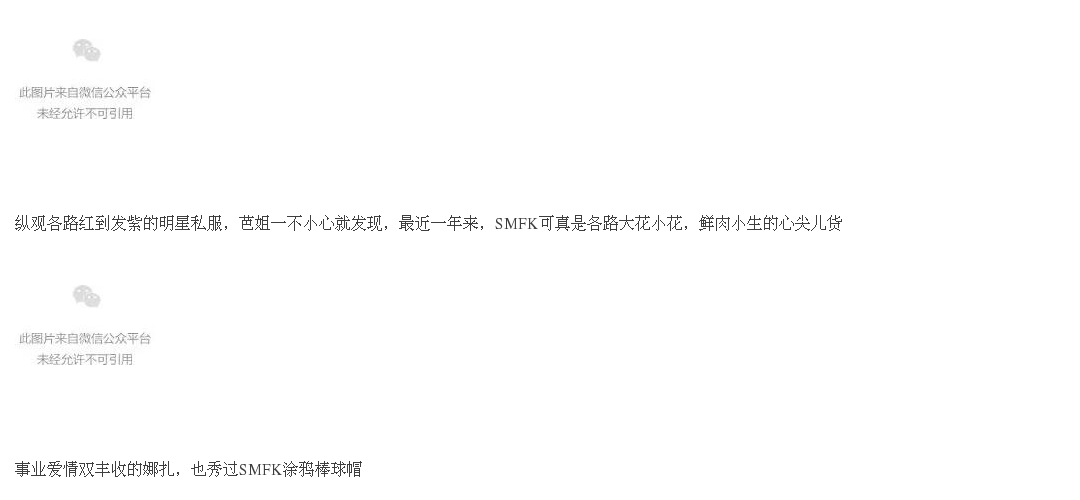 此图片来自微信公众平台
未经允许不可引用
纵观各路红到发紫的明星私服，芭姐一不小心就发现，最近一年来，SMFK可真是各路大花小花，鲜肉小生的心尖儿货
此图片来自微信公众平台
未经允许不可引用
事业爱情双丰收的娜扎，也秀过SMFK涂鸦棒球帽